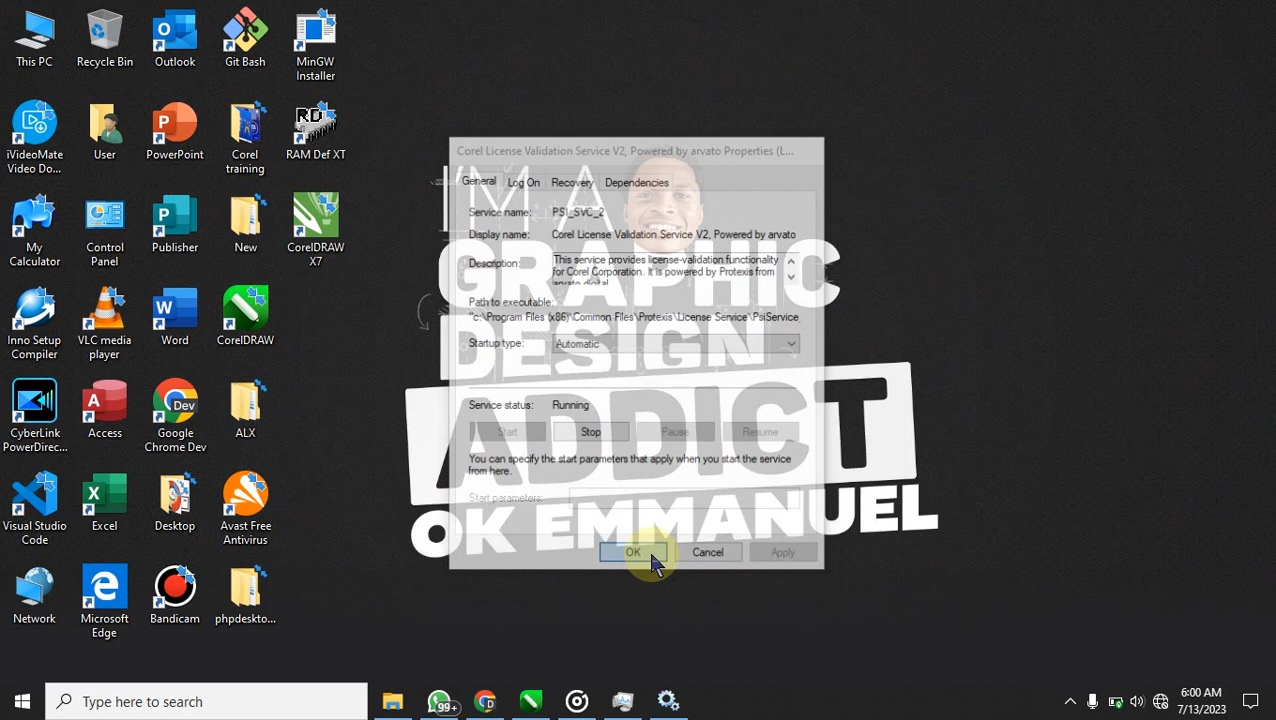 This PC
Recycle Bin
Outlook
Git Bash
MinGW
Installer
iVideoMate
Video Do...
User
PowerPoint
Corel
training
RAM Def XT
My
Calculator
Control
Panel
Publisher
New
CorelDRAW
X7
Inno Setup
Compiler
VLC media
player
Word
CorelDRAW
CyberLink
PowerDirec...
Access
Google
Chrome Dev
ALX
Visual Studio
Code
Excel
Desktop
Avast Free
Antivirus
Network
Microsoft
Edge
Bandicam
phpdeskto...
Corel License Validation Service V2, Powered by arvato Properties (L...
General
Log On
Recovery
Dependencies
Service name: PSI_SVC_2
Display name: Corel License Validation Service V2, Powered by arvato
Description: This service provides license-validation functionality
for Corel Corporation. It is powered by Protexis from
arvato digital
Path to executable:
"c:\Program Files (x86)\Common Files\Protexis\License Service\PsiService
Startup type: Automatic
Service status: Running
Start
Stop
Pause
Resume
You can specify the start parameters that apply when you start the service
from here.
Start parameters:
OK
Cancel
Apply
I'M A
GRAPHIC
DESIGN
ADDICT
OK EMMANUEL
Type here to search
99+
6:00 AM
7/13/2023